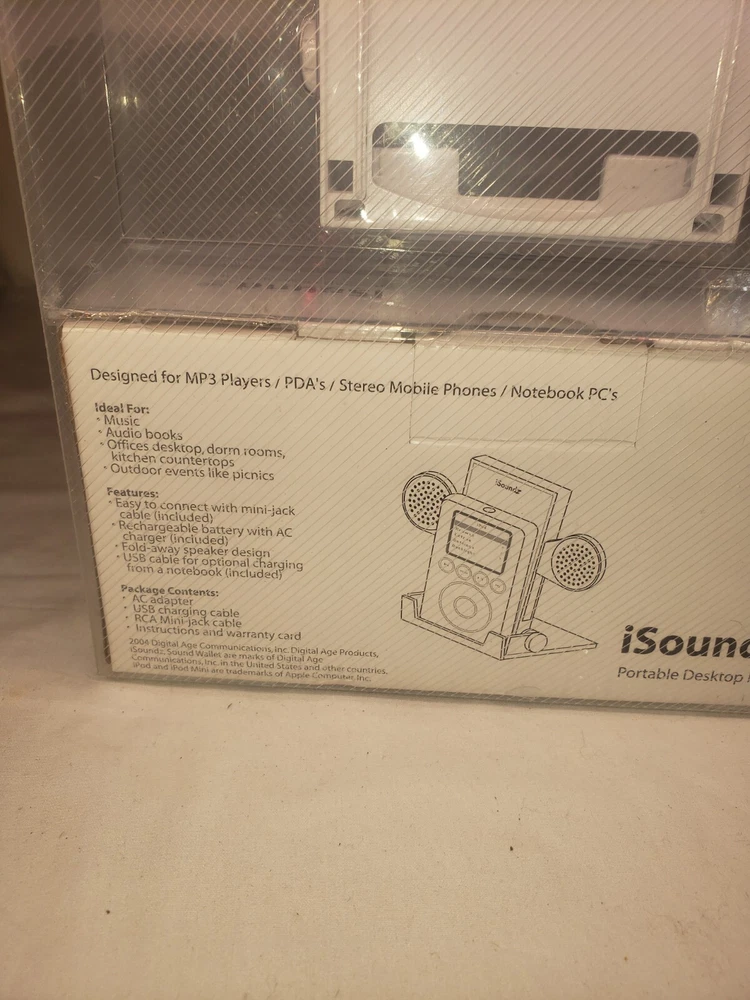 Designed for MP3 Players / PDA's / Stereo Mobile Phones / Notebook PC's
Ideal For:
• Music
• Audio books
• Offices desktop, dorm rooms,
kitchen countertops
• Outdoor events like picnics
Features:
• Easy to connect with mini-jack
cable (included)
• Rechargeable battery with AC
charger (included)
• Fold-away speaker design
• USB cable for optional charging
from a notebook (included)
Package Contents:
• AC adapter
• USB charging cable
• RCA Mini-jack cable
• Instructions and warranty card
2004 Digital Age Communications, Inc. Digital Age Products,
iSoundz, Sound Wallet are marks of Digital Age
Communications, Inc. in the United States and other countries.
iPod and iPod Mini are trademarks of Apple Computer, Inc.
iSoundz
iSound
Portable Desktop